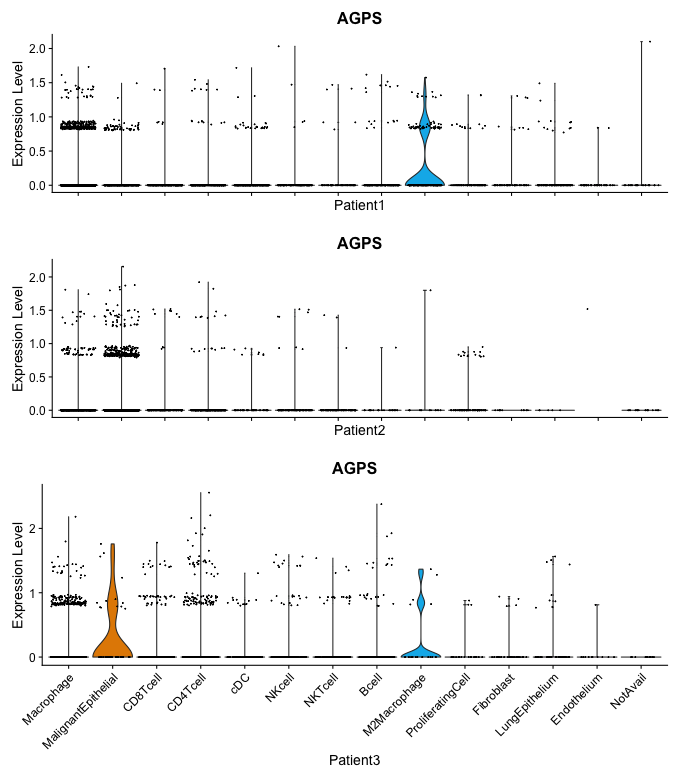 AGPS
Expression Level
2.0
1.5
1.0
0.5
0.0
Patient1
AGPS
Expression Level
2.0
1.5
1.0
0.5
0.0
Patient2
AGPS
Expression Level
2
1
0
Macrophage
MalignantEpithelial
CD8Tcell
CD4Tcell
cDC
NKcell
NKTcell
Bcell
M2Macrophage
ProliferatingCell
Fibroblast
LungEpithelium
Endothelium
NotAvail
Patient3